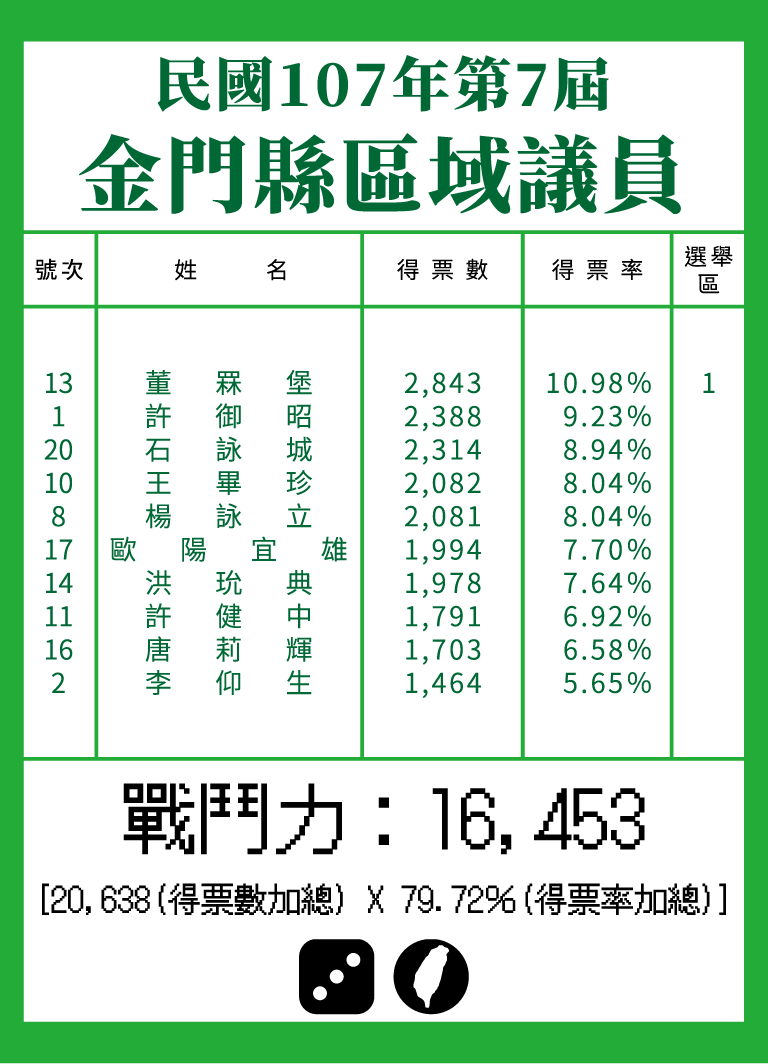 民國107年第7屆
金門縣區域議員
號次 姓名 得票數 得票率 選舉區
13 董槑堡 2,843 10.98% 1
1 許御昭 2,388 9.23%
20 石詠城 2,314 8.94%
10 王畢珍 2,082 8.04%
8 楊詠立 2,081 8.04%
17 歐陽宜雄 1,994 7.70%
14 洪玧典 1,978 7.64%
11 許健中 1,791 6.92%
16 唐莉輝 1,703 6.58%
2 李仰生 1,464 5.65%
戰鬥力：16,453
[20,638(得票數加總) X 79.72%(得票率加總)]